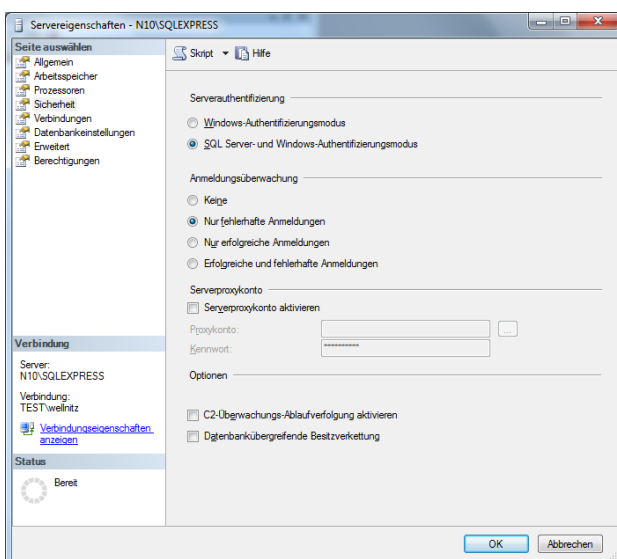 Servereigenschaften - N10\SQLEXPRESS
Seite auswählen
Allgemein
Arbeitsspeicher
Prozessoren
Sicherheit
Verbindungen
Datenbankeinstellungen
Erweitert
Berechtigungen
Verbindung
Server:
N10\SQLEXPRESS
Verbindung:
TEST\wellnitz
Verbindungseigenschaften
anzeigen
Status
Bereit
Skript Hilfe
Serverauthentifizierung
Windows-Authentifizierungsmodus
SQL Server- und Windows-Authentifizierungsmodus
Anmeldungsüberwachung
Keine
Nur fehlerhafte Anmeldungen
Nur erfolgreiche Anmeldungen
Erfolgreiche und fehlerhafte Anmeldungen
Serverproxykonto
Serverproxykonto aktivieren
Proxykonto:
...
Kennwort: **********
Optionen
C2-Überwachungs-Ablaufverfolgung aktivieren
Datenbankübergreifende Besitzverkettung
OK Abbrechen